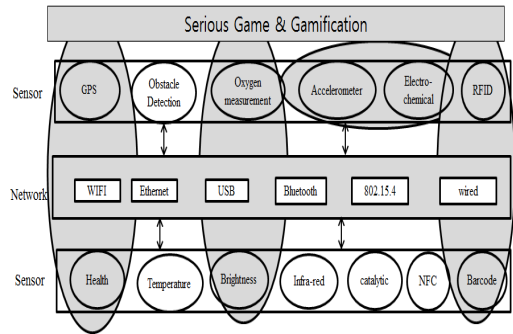 Serious Game & Gamification
Sensor
GPS
Obstacle
Detection
Oxygen
measurement
Accelerometer
Electro-
chemical
RFID
Network
WIFI
Ethernet
USB
Bluetooth
802.15.4
wired
Sensor
Health
Temperature
Brightness
Infra-red
catalytic
NFC
Barcode